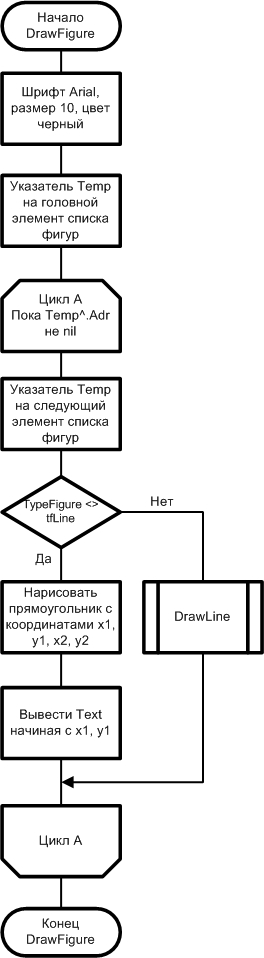 Начало
DrawFigure
Шрифт Arial,
размер 10, цвет
черный
Указатель Temp
на головной
элемент списка
фигур
Цикл А
Пока Temp^.Adr
не nil
Указатель Temp
на следующий
элемент списка
фигур
TypeFigure <>
tfLine
Нет
Да
Нарисовать
прямоугольник с
координатами x1,
y1, x2, y2
DrawLine
Вывести Text
начиная с x1, y1
Цикл А
Конец
DrawFigure